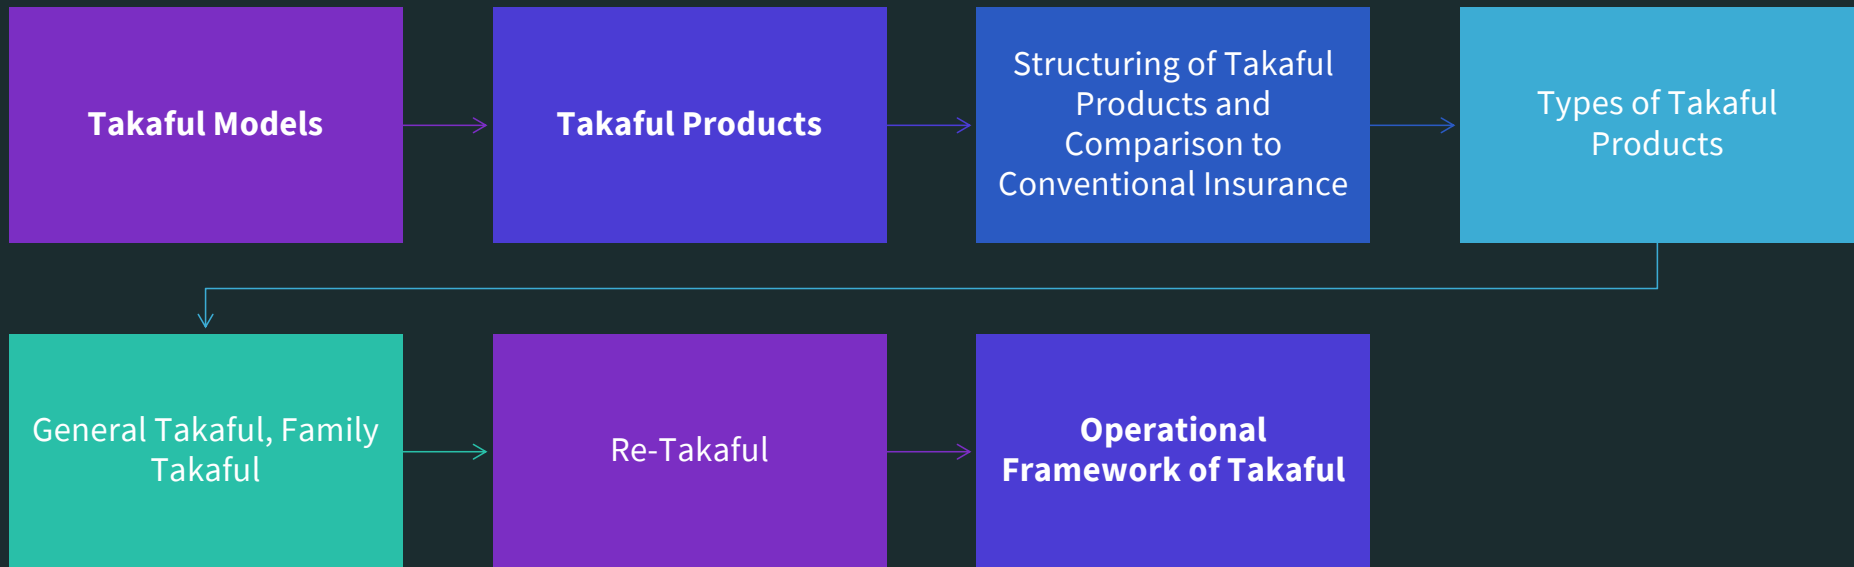 Takaful Models
Takaful Products
Structuring of Takaful
Products and
Comparison to
Conventional Insurance
Types of Takaful
Products
General Takaful, Family
Takaful
Re-Takaful
Operational
Framework of Takaful